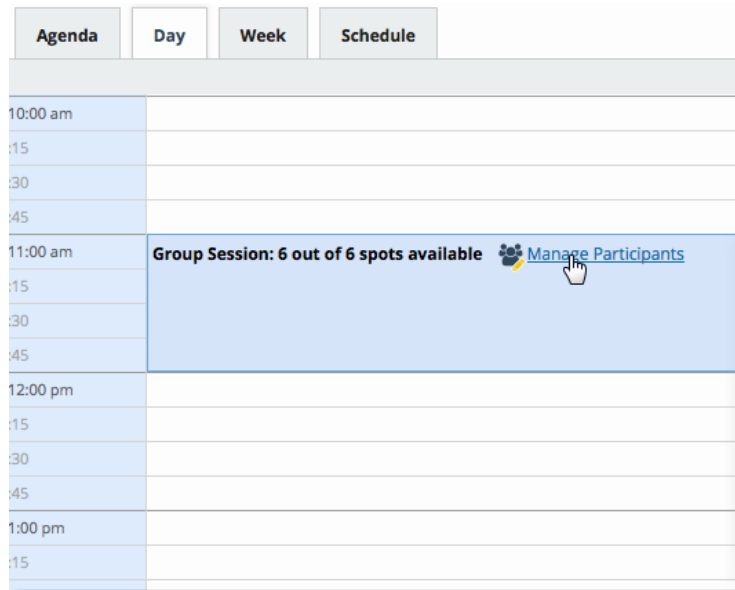 Agenda Day Week Schedule
10:00 am
:15
:30
:45
11:00 am Group Session: 6 out of 6 spots available Manage Participants
:15
:30
:45
12:00 pm
:15
:30
:45
1:00 pm
:15